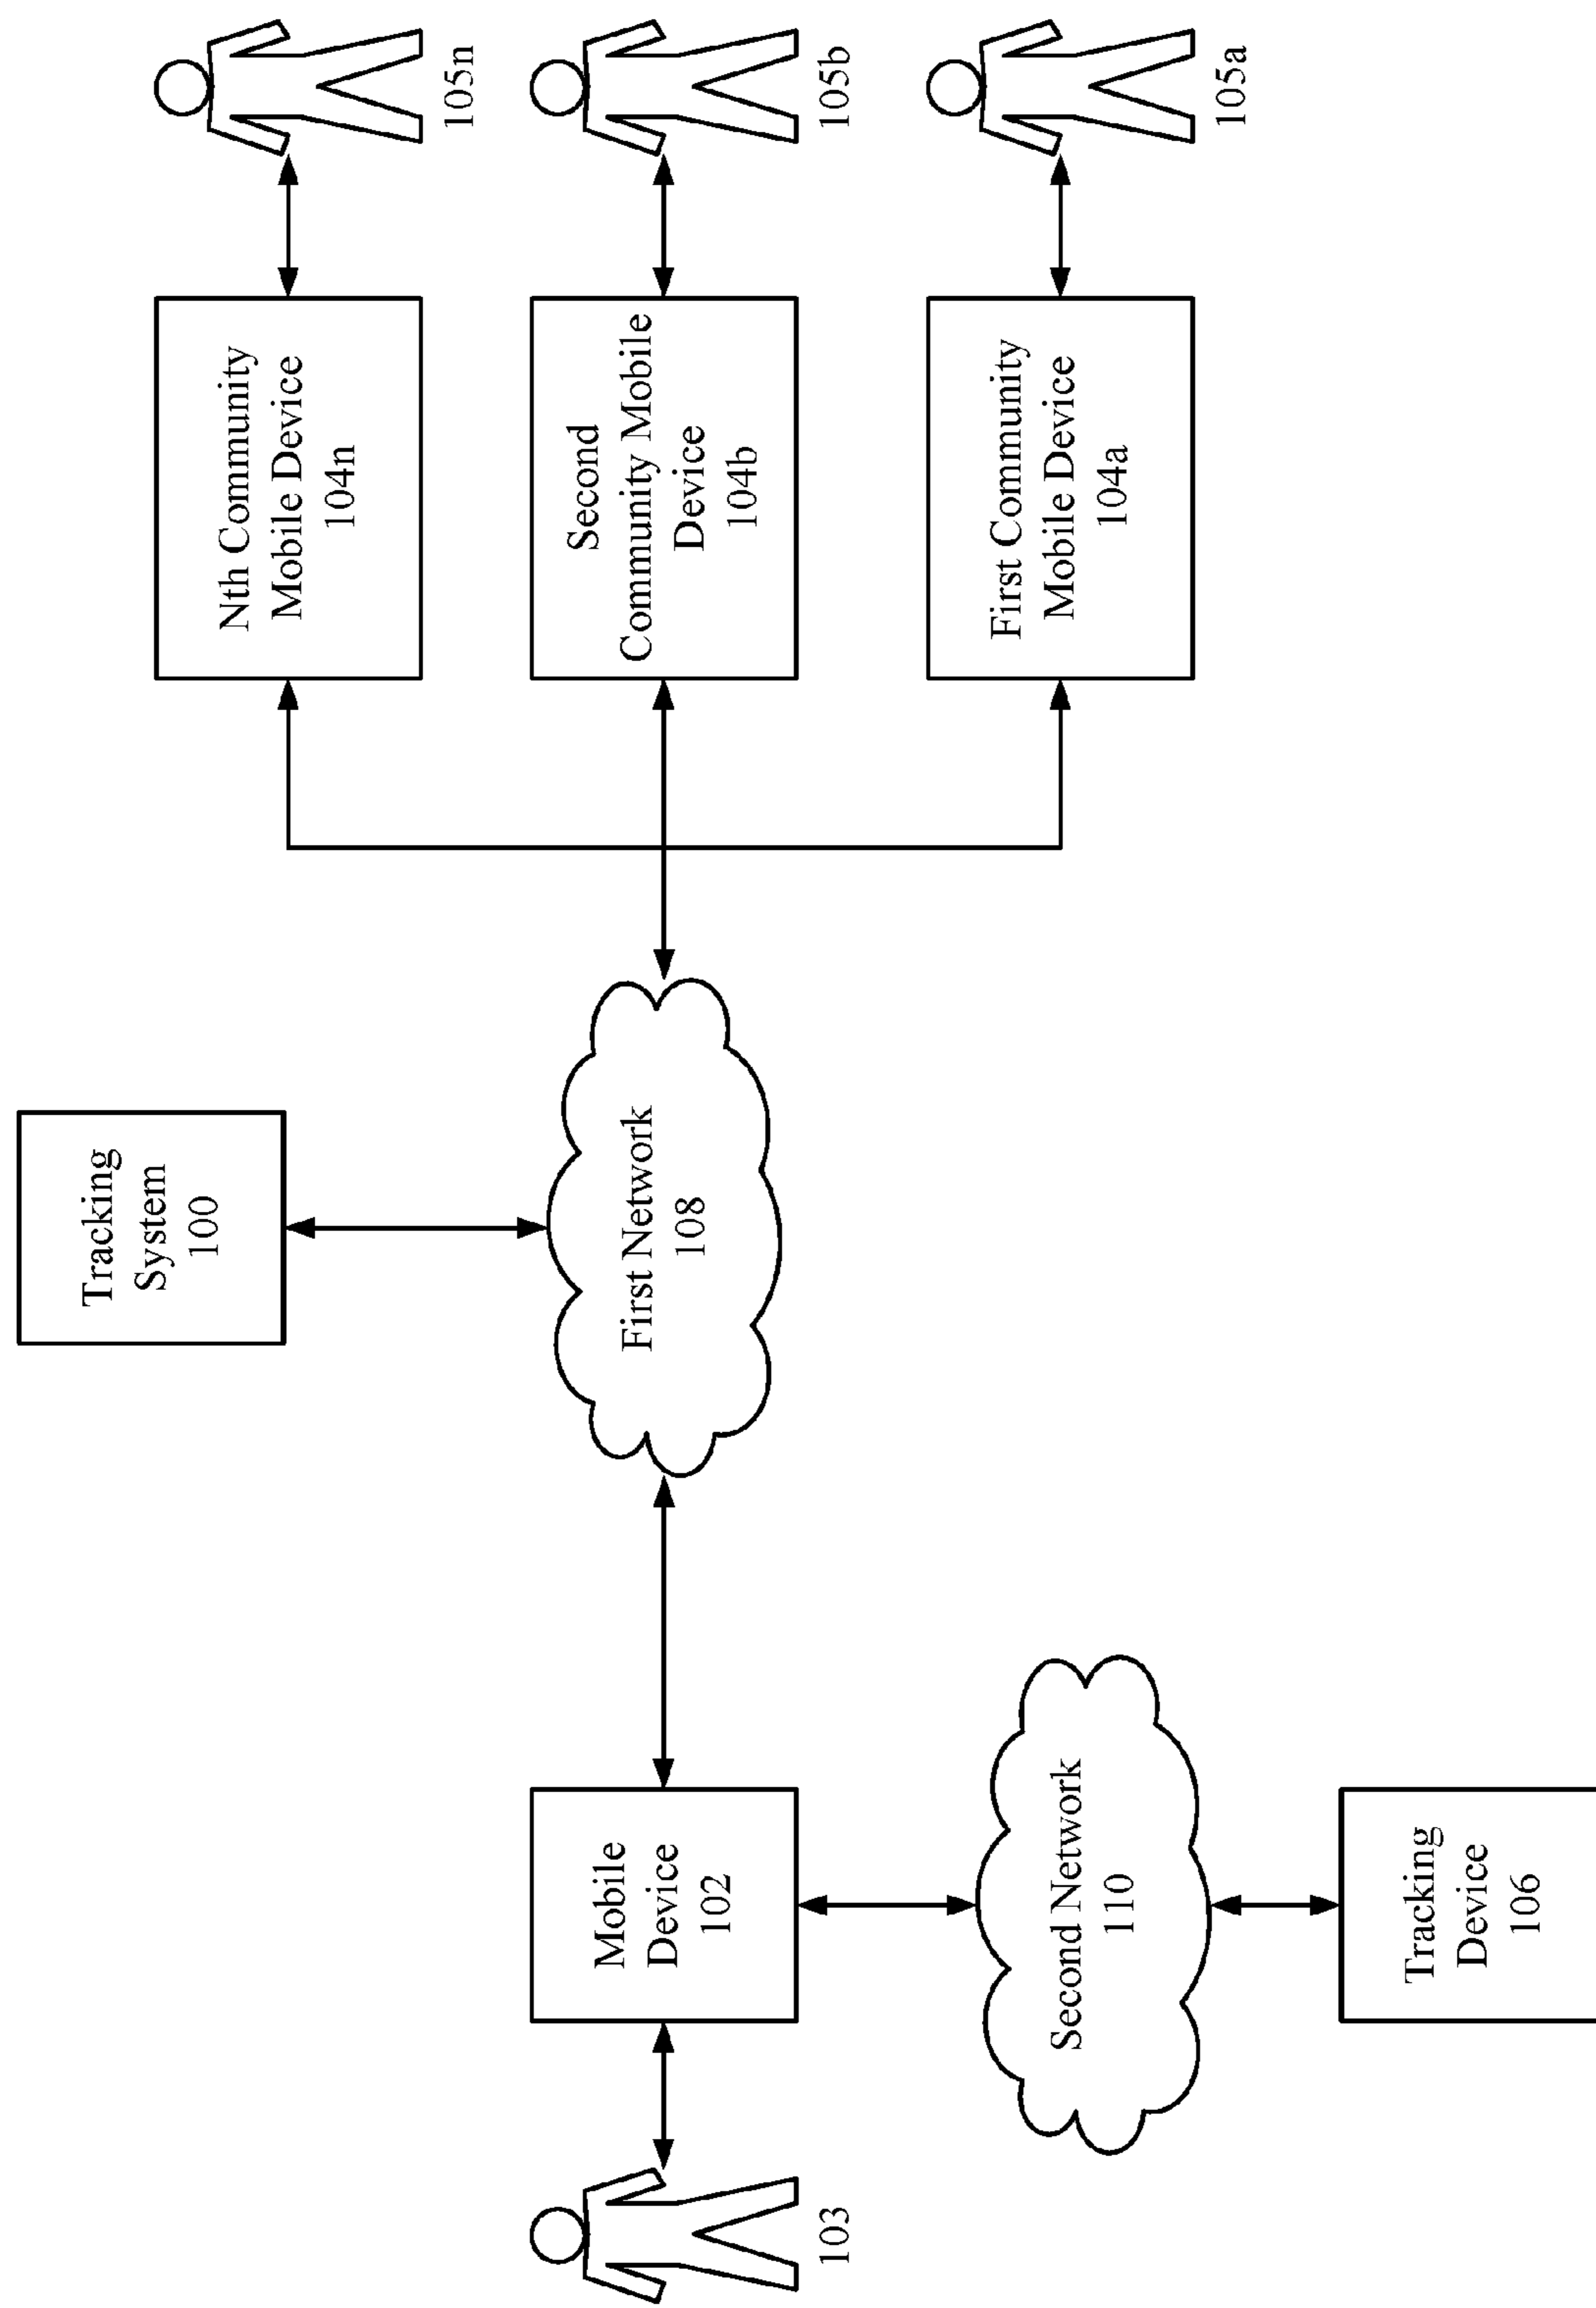 Tracking
System
100
Nth Community
Mobile Device
104n
105n
103
Mobile
Device
102
First Network
108
Second
Community Mobile
Device
104b
105b
Second Network
110
First Community
Mobile Device
104a
105a
Tracking
Device
106